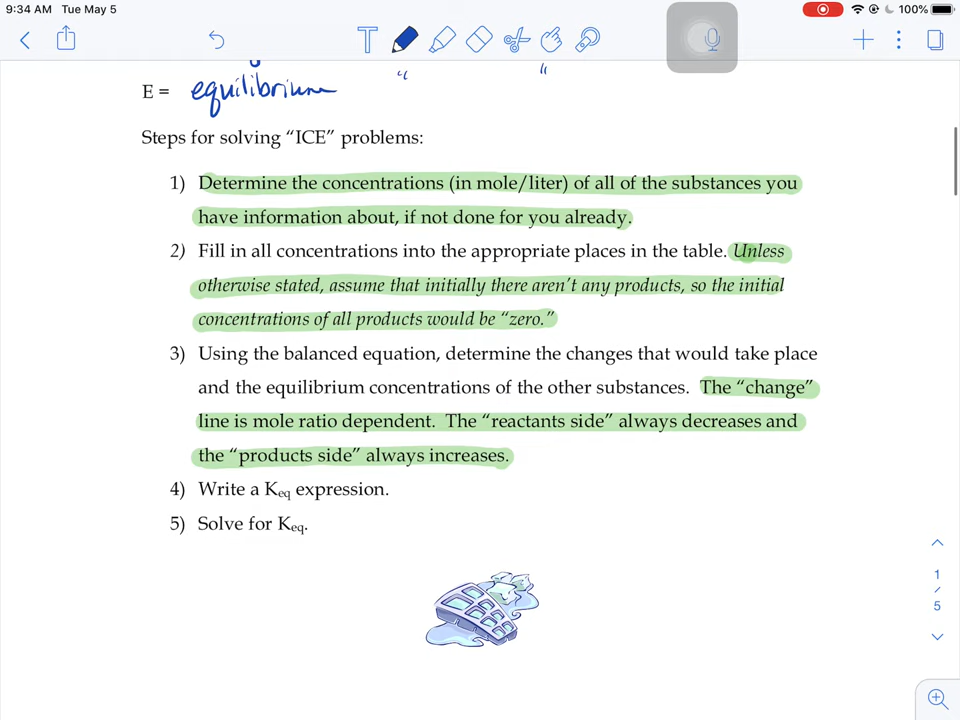 9:34 AM Tue May 5
100%
T
E = equilibrium
"
"
Steps for solving “ICE” problems:
1) Determine the concentrations (in mole/liter) of all of the substances you
have information about, if not done for you already.
2) Fill in all concentrations into the appropriate places in the table. Unless
otherwise stated, assume that initially there aren’t any products, so the initial
concentrations of all products would be “zero.”
3) Using the balanced equation, determine the changes that would take place
and the equilibrium concentrations of the other substances. The “change”
line is mole ratio dependent. The “reactants side” always decreases and
the “products side” always increases.
4) Write a Keq expression.
5) Solve for Keq.
1
/
5